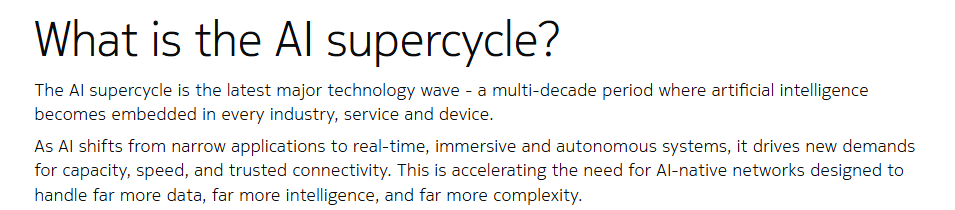 What is the AI supercycle?
The AI supercycle is the latest major technology wave - a multi-decade period where artificial intelligence
becomes embedded in every industry, service and device.
As AI shifts from narrow applications to real-time, immersive and autonomous systems, it drives new demands
for capacity, speed, and trusted connectivity. This is accelerating the need for AI-native networks designed to
handle far more data, far more intelligence, and far more complexity.